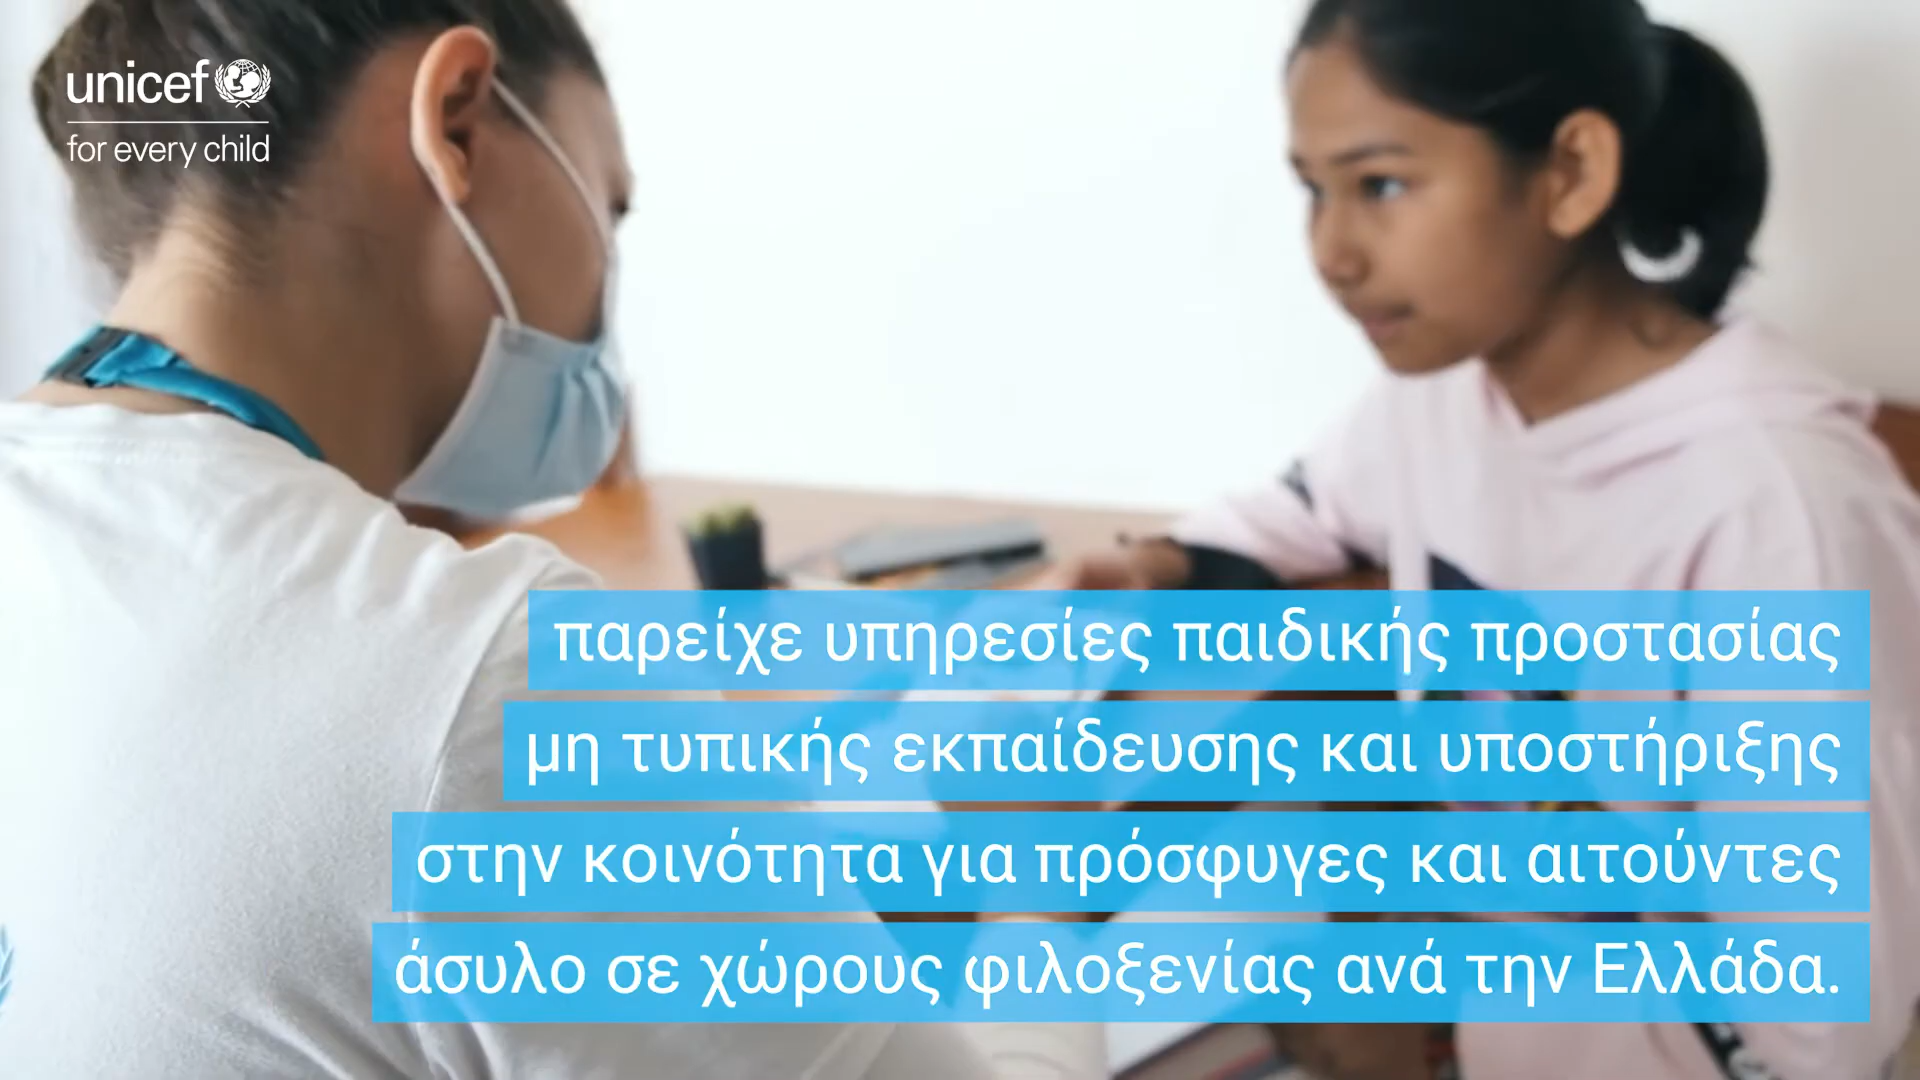 unicef
for every child
παρείχε υπηρεσίες παιδικής προστασίας
μη τυπικής εκπαίδευσης και υποστήριξης
στην κοινότητα για πρόσφυγες και αιτούντες
άσυλο σε χώρους φιλοξενίας ανά την Ελλάδα.